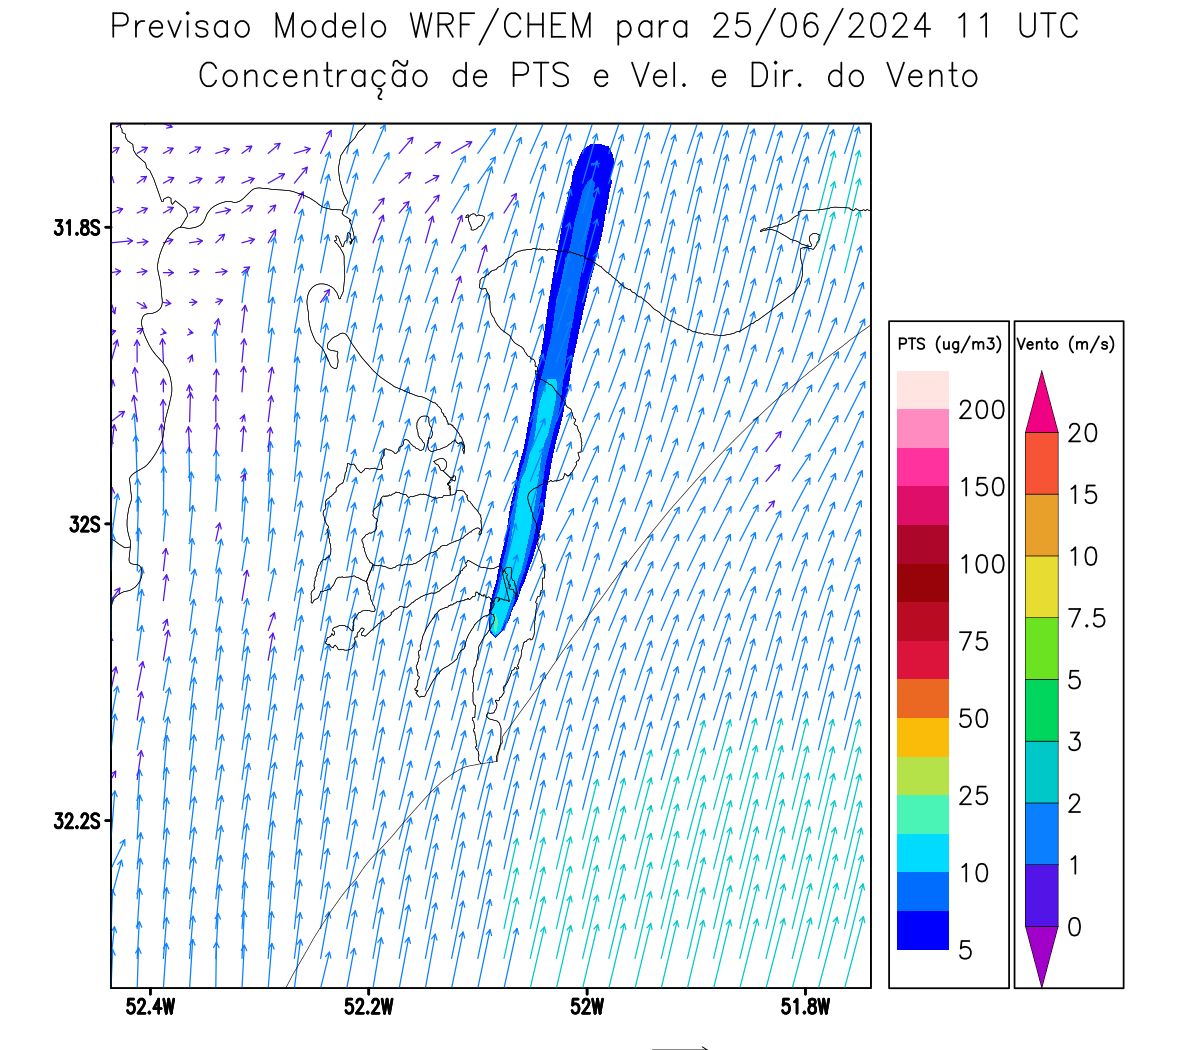 Previsao Modelo WRF/CHEM para 25/06/2024 11 UTC
Concentração de PTS e Vel. e Dir. do Vento
31.8S
32S
32.2S
52.4W
52.2W
52W
51.8W
PTS (ug/m3)
200
150
100
75
50
25
10
5
Vento (m/s)
20
15
10
7.5
5
3
2
1
0